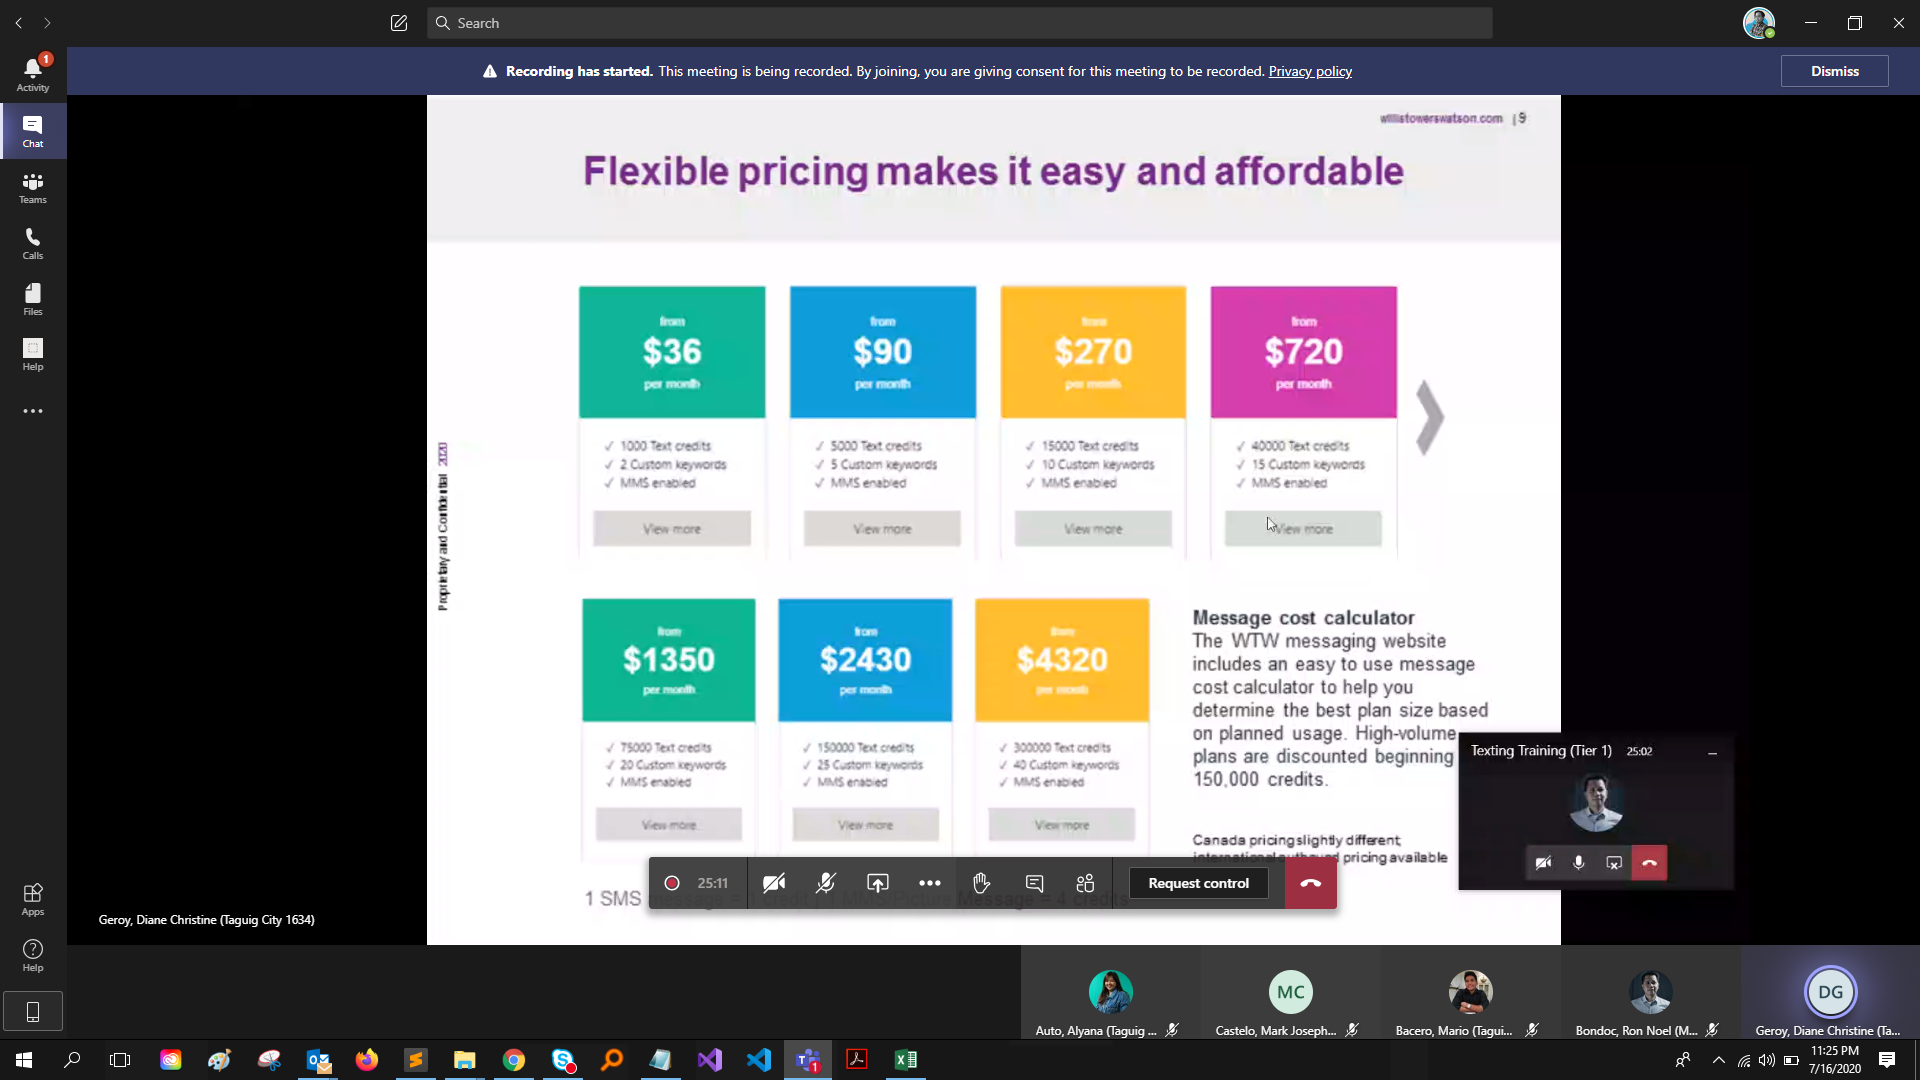 Search
Recording has started. This meeting is being recorded. By joining, you are giving consent for this meeting to be recorded. Privacy policy
Dismiss
1
Activity
Chat
Teams
Calls
Files
Help
Apps
Help
willistowerswatson.com | 9
Flexible pricing makes it easy and affordable
from
$36
per month
✓ 1000 Text credits
✓ 2 Custom keywords
✓ MMS enabled
View more
from
$90
per month
✓ 5000 Text credits
✓ 5 Custom keywords
✓ MMS enabled
View more
from
$270
per month
✓ 15000 Text credits
✓ 10 Custom keywords
✓ MMS enabled
View more
from
$720
per month
✓ 40000 Text credits
✓ 15 Custom keywords
✓ MMS enabled
View more
Proprietary and Confidential 2020
from
$1350
per month
✓ 75000 Text credits
✓ 20 Custom keywords
✓ MMS enabled
View more
from
$2430
per month
✓ 150000 Text credits
✓ 25 Custom keywords
✓ MMS enabled
View more
from
$4320
per month
✓ 300000 Text credits
✓ 40 Custom keywords
✓ MMS enabled
View more
Message cost calculator
The WTW messaging website
includes an easy to use message
cost calculator to help you
determine the best plan size based
on planned usage. High-volume
plans are discounted beginning
150,000 credits.
Canada pricing slightly different;
international outbound pricing available
1 SMS message = 1 credit Message = 4 credits
Texting Training (Tier 1) 25:02
25:11
Request control
Geroy, Diane Christine (Taguig City 1634)
Auto, Alyana (Taguig ...
MC
Castelo, Mark Joseph...
Bacero, Mario (Tagui...
Bondoc, Ron Noel (M...
DG
Geroy, Diane Christine (Ta...
11:25 PM
7/16/2020